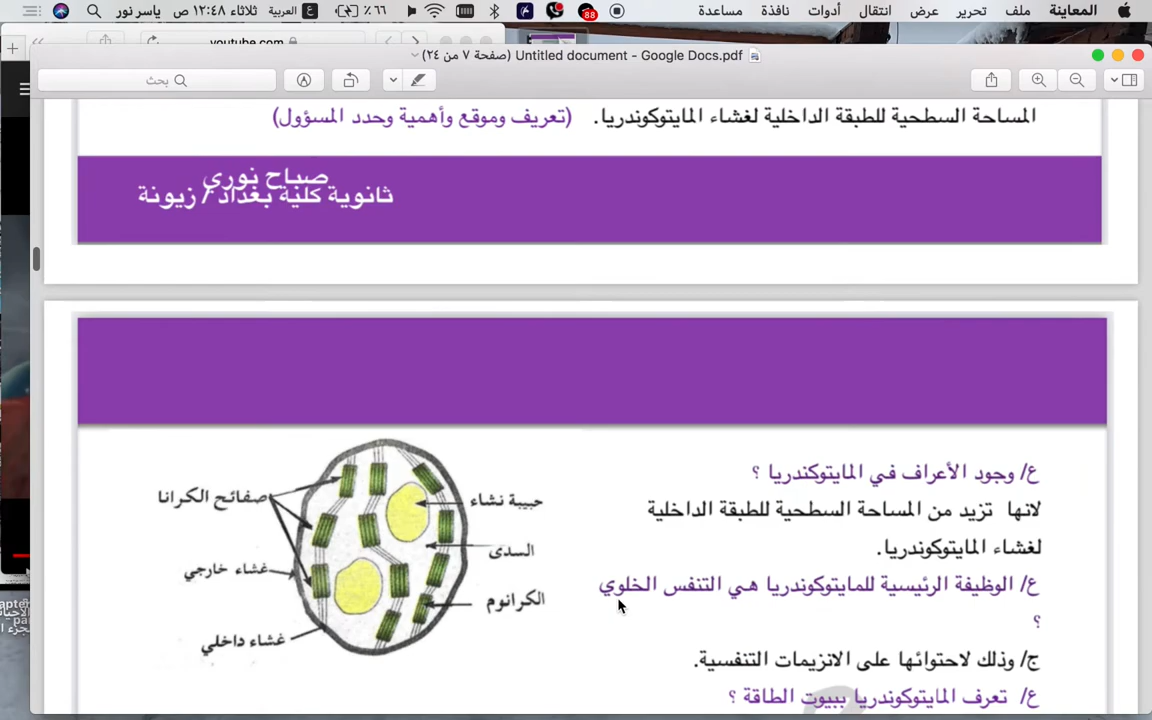 المعاينة ملف تحرير عرض انتقال أدوات نافذة مساعدة
88 ٦٦ ٪ العربية ع ثلاثاء ١٢:٤٨ ص ياسر نور
youtube.com
Untitled document - Google Docs.pdf (صفحة ٧ من ٢٤)
بحث
المساحة السطحية للطبقة الداخلية لغشاء المايتوكوندريا. (تعريف وموقع وأهمية وحدد المسؤول)
صباح نوري
ثانوية كلية بغداد / زيونة
ع/ وجود الأعراف في المايتوكندريا ؟
لانها تزيد من المساحة السطحية للطبقة الداخلية
لغشاء المايتوكوندريا.
ع/ الوظيفة الرئيسية للمايتوكوندريا هي التنفس الخلوي
؟
ج/ وذلك لاحتوائها على الانزيمات التنفسية.
ع/ تعرف المايتوكوندريا ببيوت الطاقة ؟
صفائح الكرانا
حبيبة نشاء
السدى
غشاء خارجي
الكرانوم
غشاء داخلي